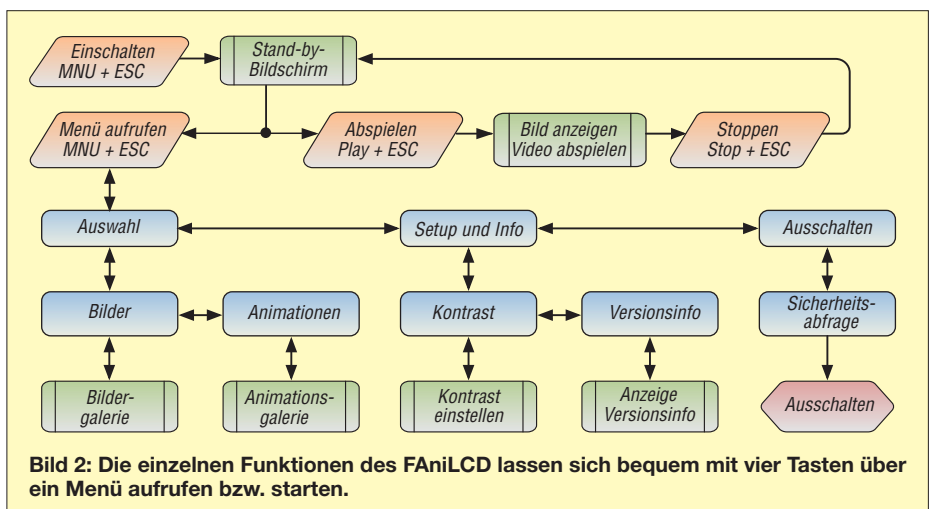 Einschalten
MNU + ESC
Stand-by-
Bildschirm
Menü aufrufen
MNU + ESC
Abspielen
Play + ESC
Bild anzeigen
Video abspielen
Stoppen
Stop + ESC
Auswahl
Setup und Info
Ausschalten
Bilder
Animationen
Kontrast
Versionsinfo
Sicherheits-
abfrage
Bilder-
galerie
Animations-
galerie
Kontrast
einstellen
Anzeige
Versionsinfo
Ausschalten
Bild 2: Die einzelnen Funktionen des FAniLCD lassen sich bequem mit vier Tasten über
ein Menü aufrufen bzw. starten.